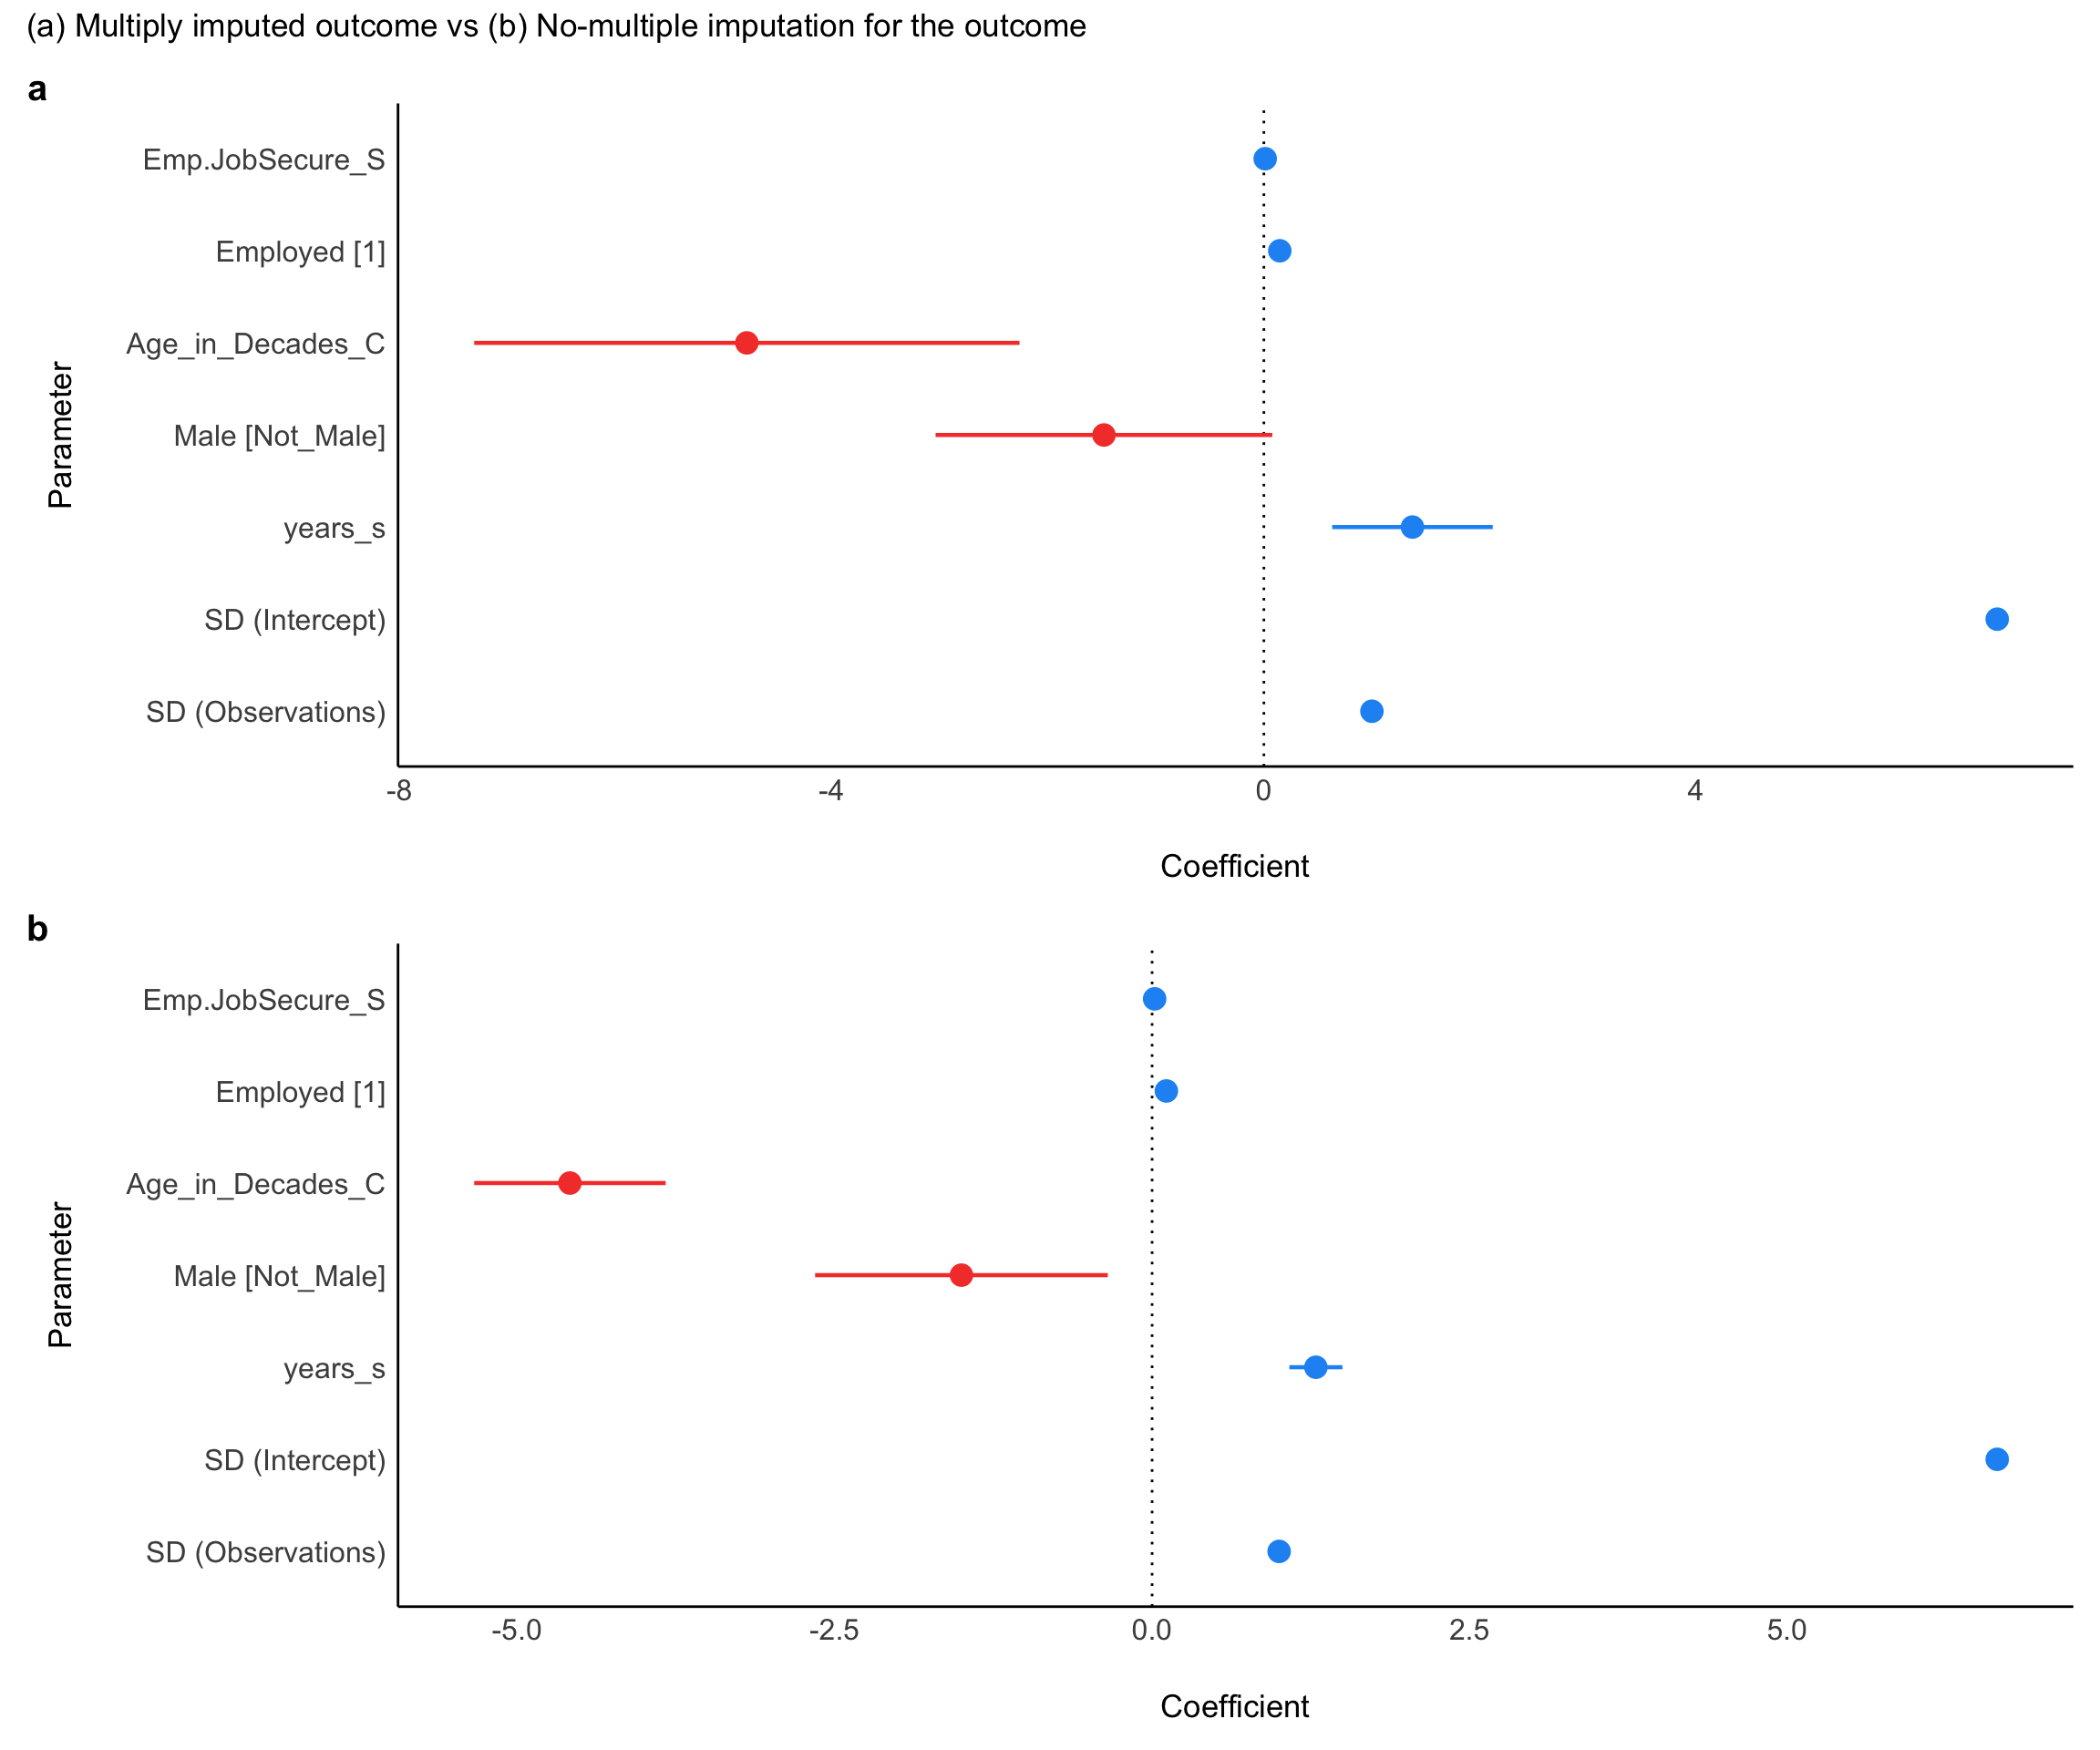 (a) Multiply imputed outcome vs (b) No-multiple imputation for the outcome
a
Emp.JobSecure_S
Employed [1]
Age_in_Decades_C
Male [Not_Male]
years_s
SD (Intercept)
SD (Observations)
Parameter
-8 -4 0 4
Coefficient
b
Emp.JobSecure_S
Employed [1]
Age_in_Decades_C
Male [Not_Male]
years_s
SD (Intercept)
SD (Observations)
Parameter
-5.0 -2.5 0.0 2.5 5.0
Coefficient